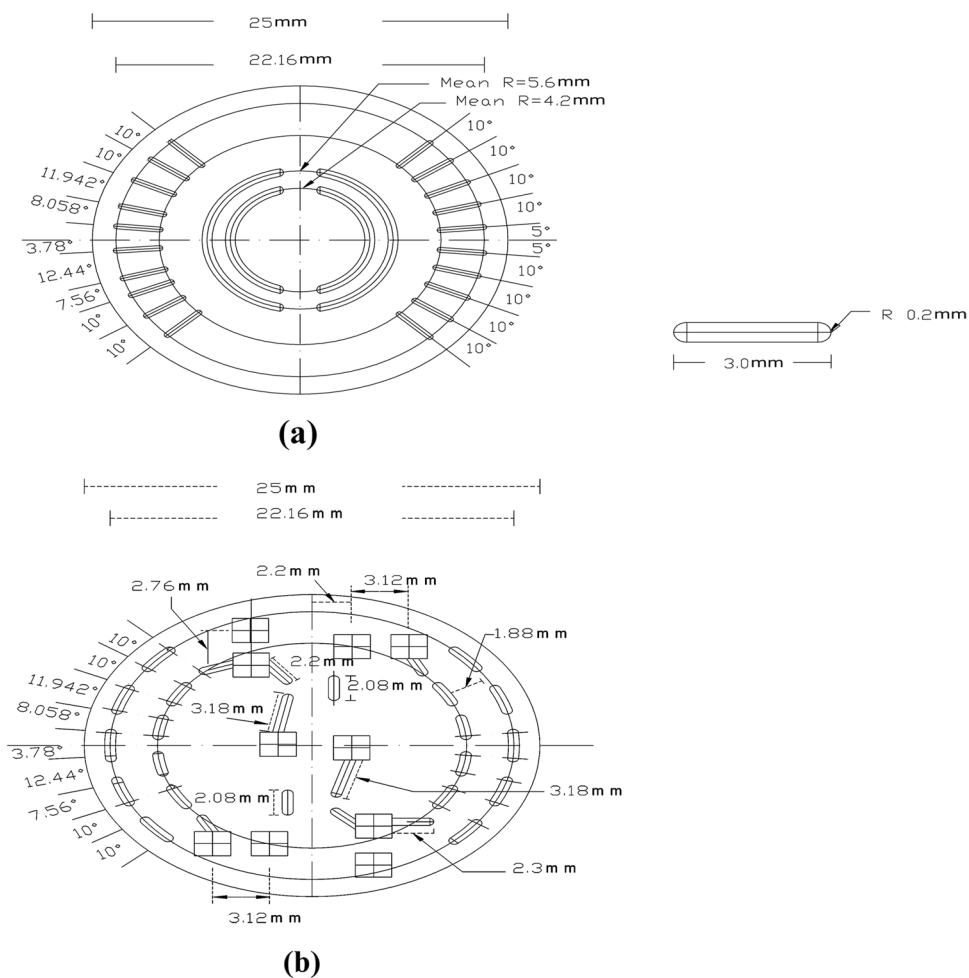 25mm
22.16mm
Mean R=5.6mm
Mean R=4.2mm
10°
10°
11.942°
8.058°
3.78°
12.44°
7.56°
10°
10°
10°
10°
10°
10°
5°
5°
10°
10°
10°
10°
R 0.2mm
3.0mm
(a)
25mm
22.16mm
2.76mm
2.2mm
3.12mm
1.88mm
2.2mm
2.08mm
3.18mm
10°
10°
11.942°
8.058°
3.78°
12.44°
7.56°
10°
10°
2.08mm
3.18mm
2.3mm
3.12mm
(b)